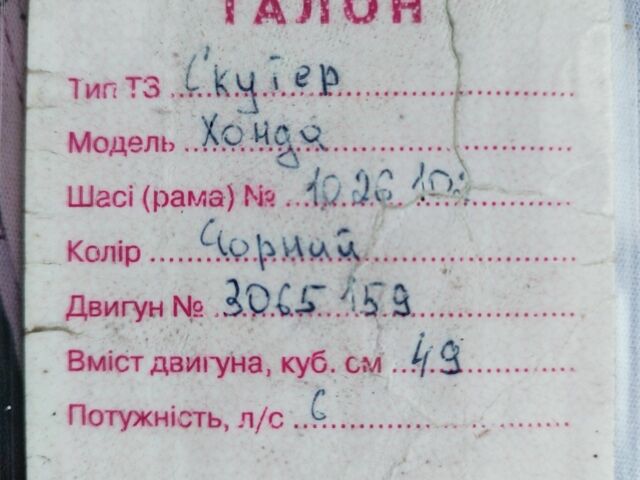 ТАЛОН
Тип ТЗ Скутер
Модель Хонда
Шасі (рама) №
Колір Чорний
Двигун № 3065159
Вміст двигуна, куб. см 49
Потужність, л/с 6